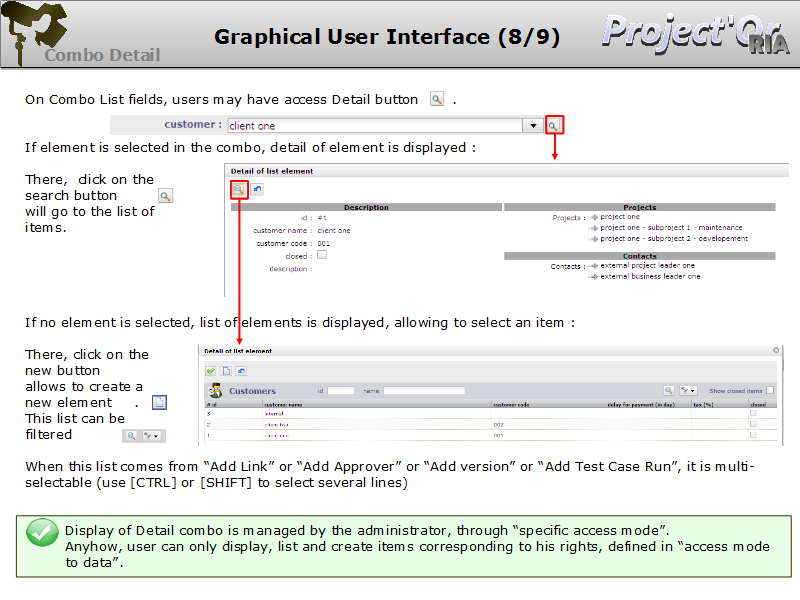 Combo Detail
Graphical User Interface (8/9)
Project'Or
RIA
On Combo List fields, users may have access Detail button .
customer : client one
If element is selected in the combo, detail of element is displayed :
There, click on the
search button
will go to the list of
items.
Detail of list element
Description
id : #1
customer name : client one
customer code : 001
closed :
description :
Projects
Projects : project one
project one - subproject 1 - maintenance
project one - subproject 2 - developement
Contacts
Contacts : external project leader one
external business leader one
If no element is selected, list of elements is displayed, allowing to select an item :
There, click on the
new button
allows to create a
new element .
This list can be
filtered
Detail of list element
Customers id name Show closed items
# id customer name customer code delay for payment (in day) tax (%) closed
3 internal
2 client two 002
1 client one 001
When this list comes from “Add Link” or “Add Approver” or “Add version” or “Add Test Case Run”, it is multi-
selectable (use [CTRL] or [SHIFT] to select several lines)
Display of Detail combo is managed by the administrator, through “specific access mode”.
Anyhow, user can only display, list and create items corresponding to his rights, defined in “access mode
to data”.